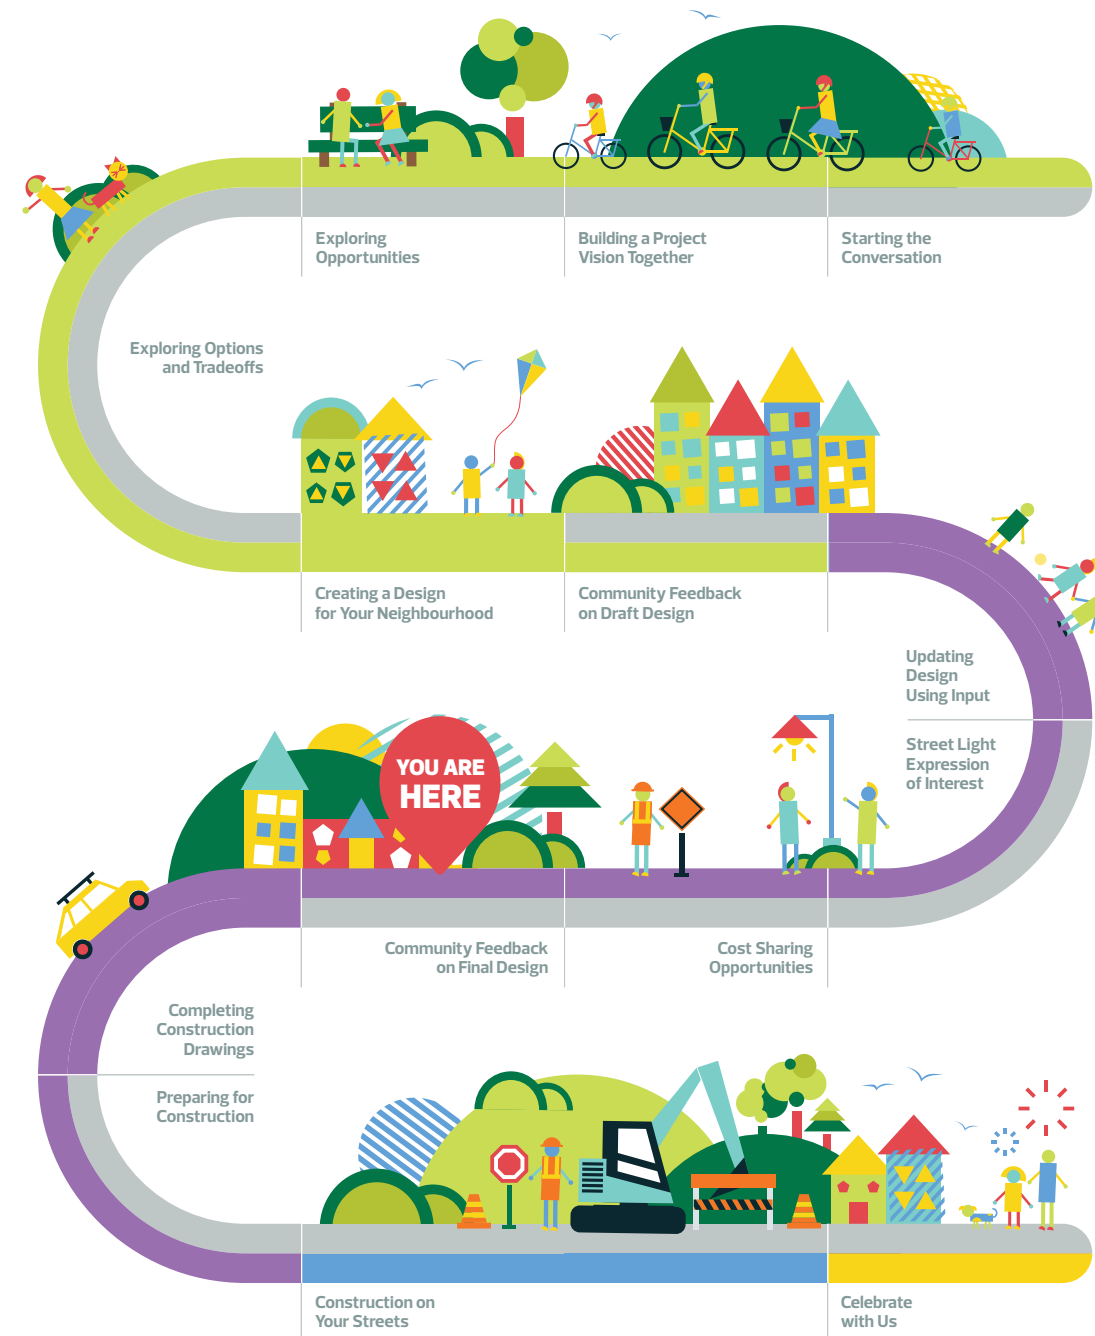 Exploring
Opportunities
Building a Project
Vision Together
Starting the
Conversation
Exploring Options
and Tradeoffs
Creating a Design
for Your Neighbourhood
Community Feedback
on Draft Design
Updating
Design
Using Input
Street Light
Expression
of Interest
YOU ARE
HERE
Community Feedback
on Final Design
Cost Sharing
Opportunities
Completing
Construction
Drawings
Preparing for
Construction
Construction on
Your Streets
Celebrate
with Us